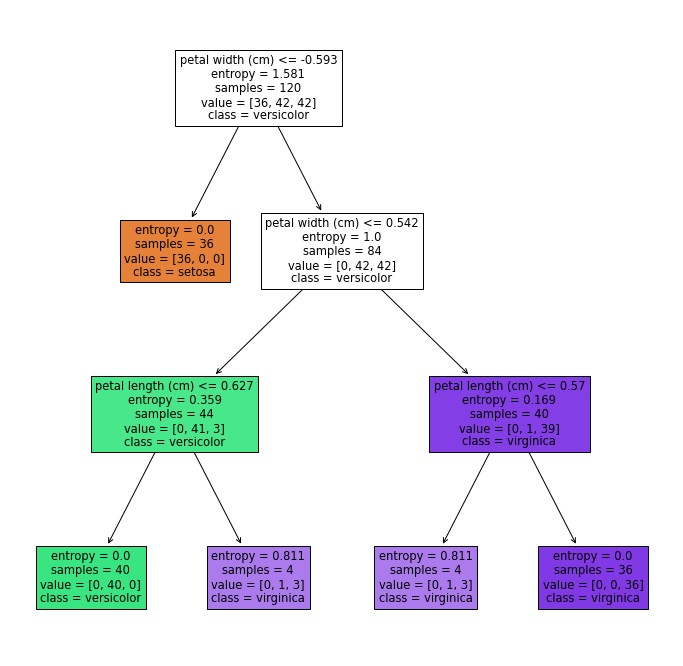 petal width (cm) <= -0.593
entropy = 1.581
samples = 120
value = [36, 42, 42]
class = versicolor
entropy = 0.0
samples = 36
value = [36, 0, 0]
class = setosa
petal width (cm) <= 0.542
entropy = 1.0
samples = 84
value = [0, 42, 42]
class = versicolor
petal length (cm) <= 0.627
entropy = 0.359
samples = 44
value = [0, 41, 3]
class = versicolor
petal length (cm) <= 0.57
entropy = 0.169
samples = 40
value = [0, 1, 39]
class = virginica
entropy = 0.0
samples = 40
value = [0, 40, 0]
class = versicolor
entropy = 0.811
samples = 4
value = [0, 1, 3]
class = virginica
entropy = 0.811
samples = 4
value = [0, 1, 3]
class = virginica
entropy = 0.0
samples = 36
value = [0, 0, 36]
class = virginica